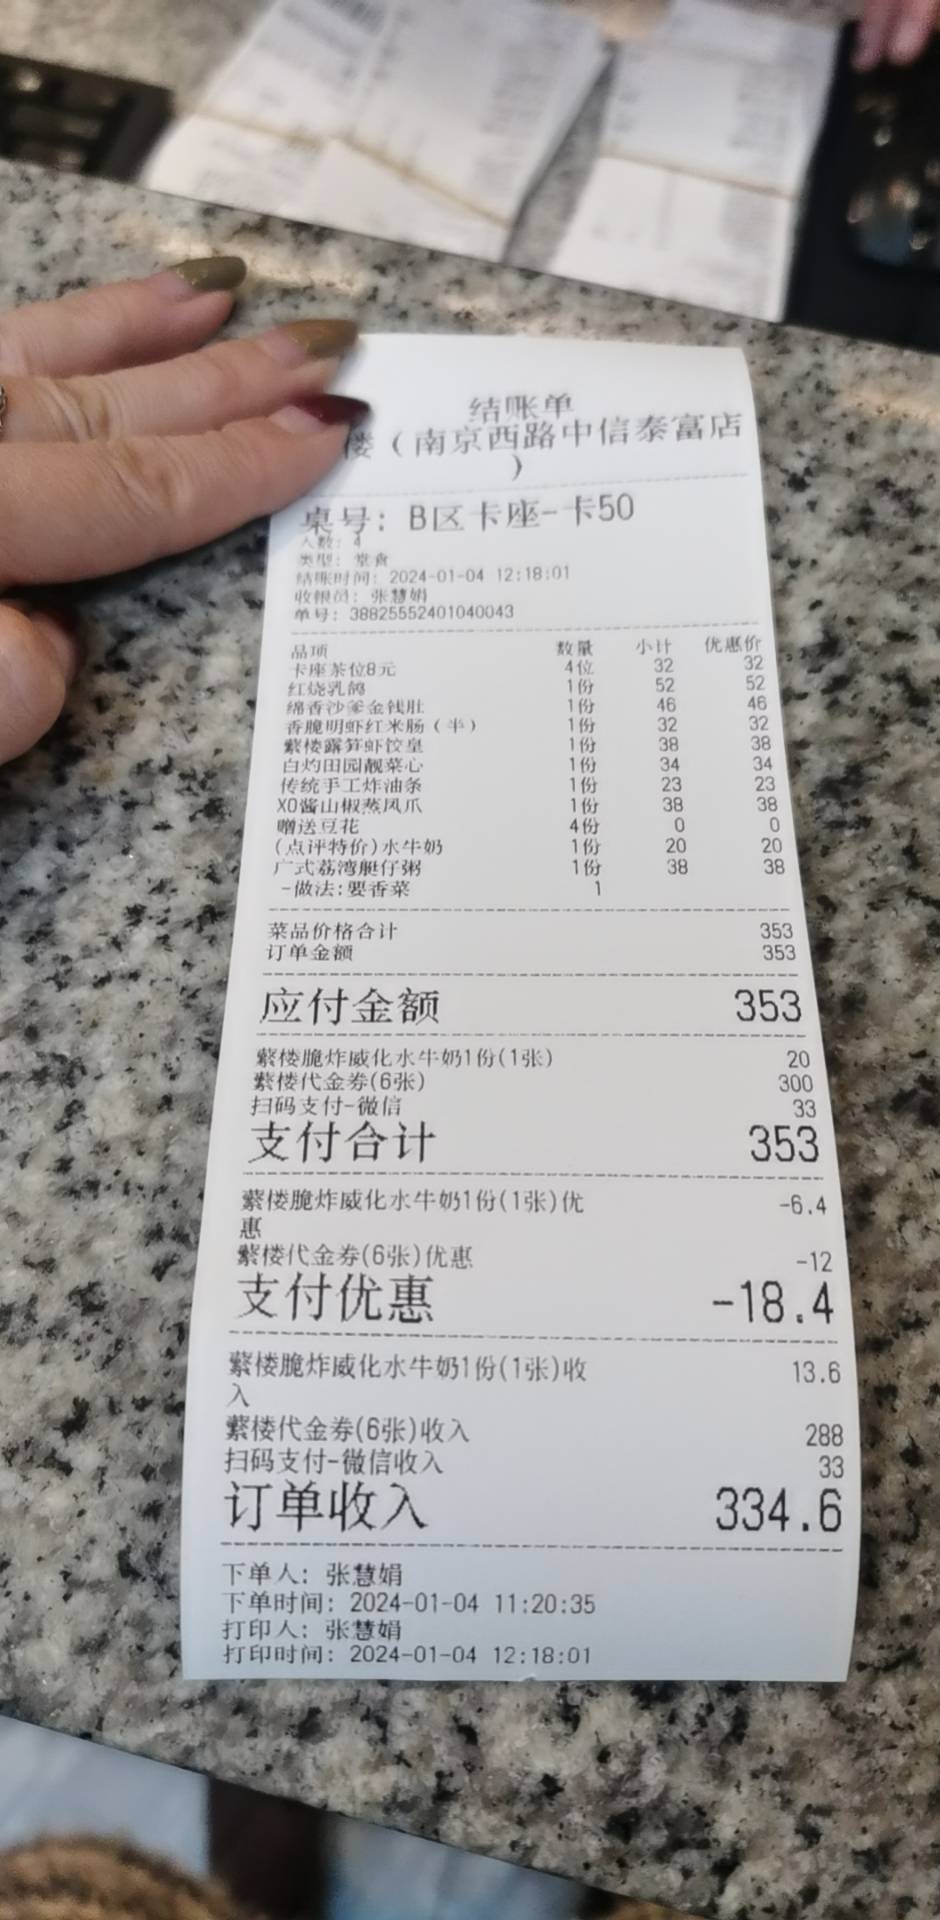 结账单
楼（南京西路中信泰富店
）
桌号: B区卡座-卡50
人数: 4
类型: 堂食
结账时间: 2024-01-04 12:18:01
收银员: 张慧娟
单号: 38825552401040043
品项 数量 小计 优惠价
卡座茶位8元 4位 32 32
红烧乳鸽 1份 52 52
绵香沙爹金钱肚 1份 46 46
香脆明虾红米肠（半） 1份 32 32
蘩楼露笋虾饺皇 1份 38 38
白灼田园靓菜心 1份 34 34
传统手工炸油条 1份 23 23
XO酱山椒蒸凤爪 1份 38 38
赠送豆花 4份 0 0
(点评特价)水牛奶 1份 20 20
广式荔湾艇仔粥 1份 38 38
-做法:要香菜 1
菜品价格合计 353
订单金额 353
应付金额 353
蘩楼脆炸威化水牛奶1份(1张) 20
蘩楼代金券(6张) 300
扫码支付-微信 33
支付合计 353
蘩楼脆炸威化水牛奶1份(1张)优 -6.4
惠
蘩楼代金券(6张)优惠 -12
支付优惠 -18.4
蘩楼脆炸威化水牛奶1份(1张)收 13.6
入
蘩楼代金券(6张)收入 288
扫码支付-微信收入 33
订单收入 334.6
下单人: 张慧娟
下单时间: 2024-01-04 11:20:35
打印人: 张慧娟
打印时间: 2024-01-04 12:18:01